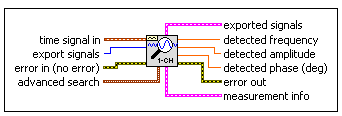 exported signals
time signal in
detected frequency
export signals
detected amplitude
error in (no error)
detected phase (deg)
1-CH
advanced search
error out
measurement info